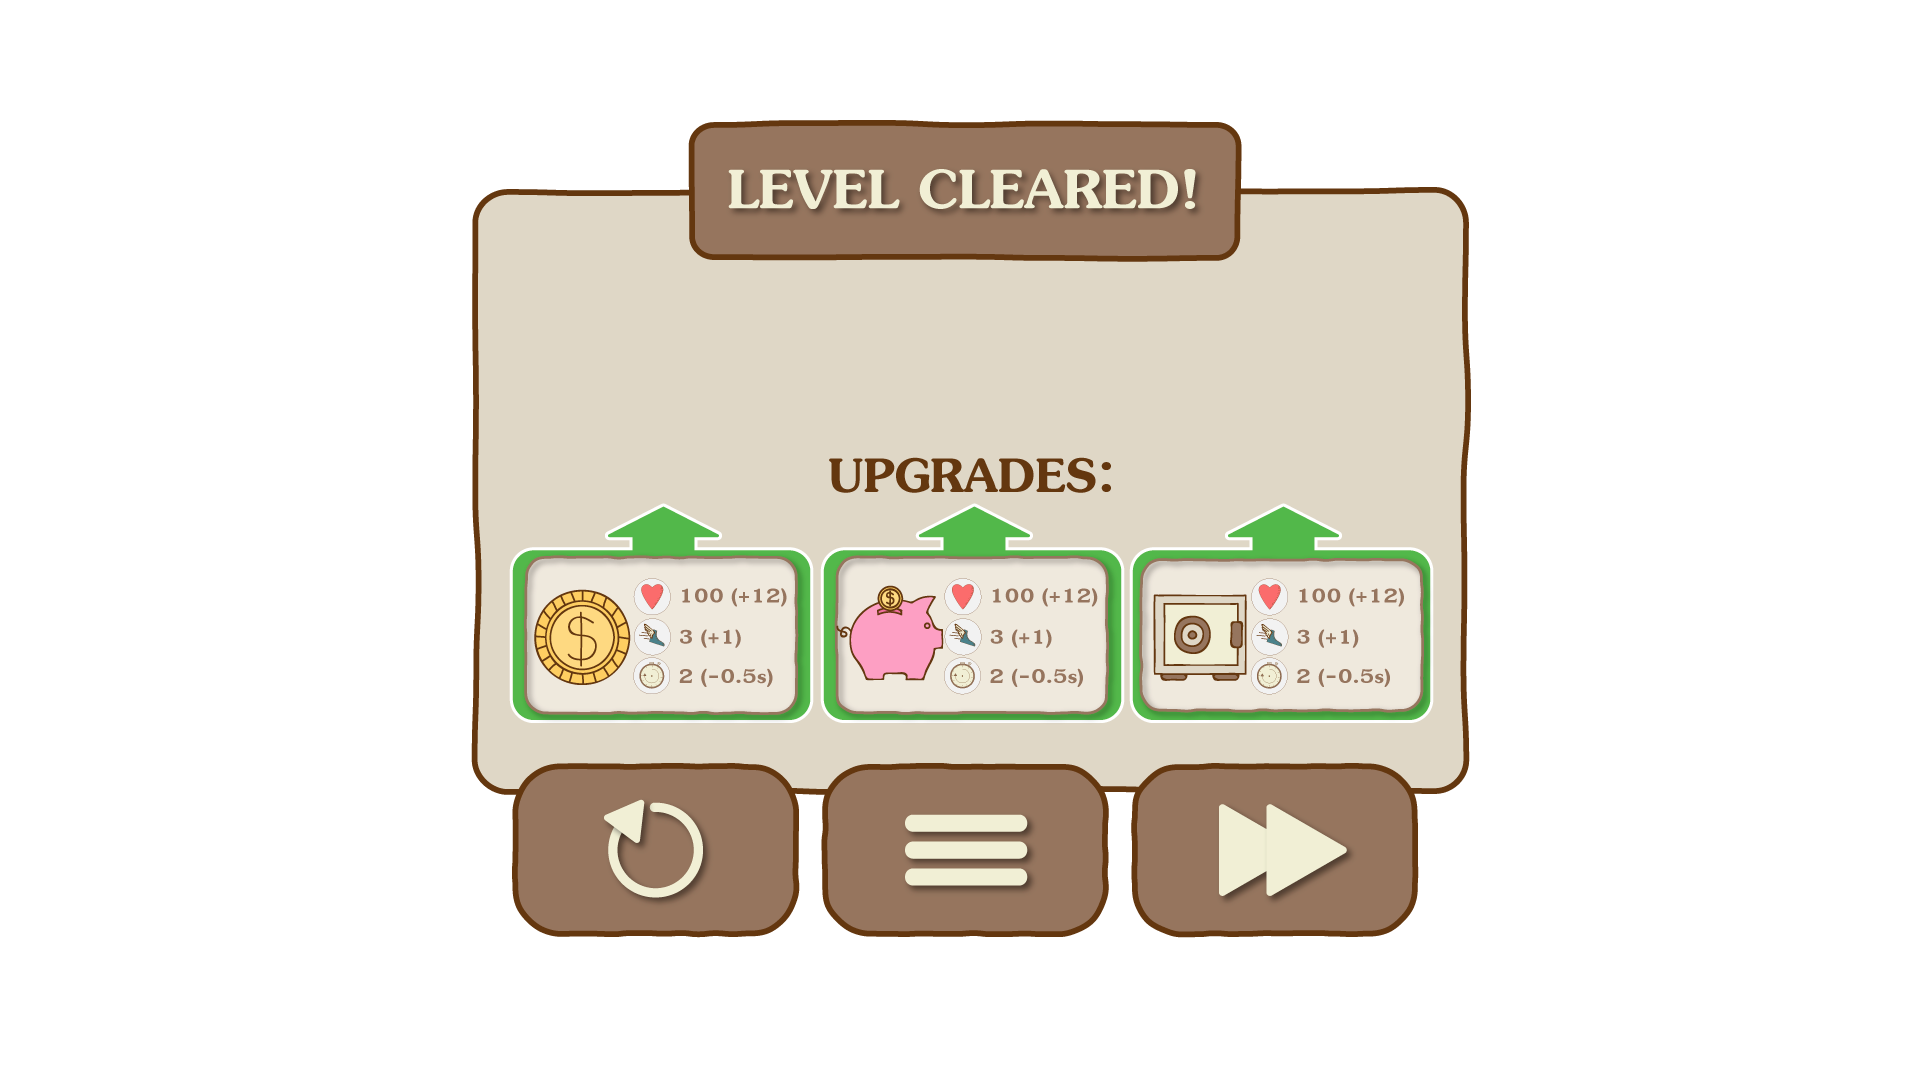 LEVEL CLEARED!
UPGRADES:
$
100 (+12)
3 (+1)
2 (-0.5s)
$
100 (+12)
3 (+1)
2 (-0.5s)
100 (+12)
3 (+1)
2 (-0.5s)